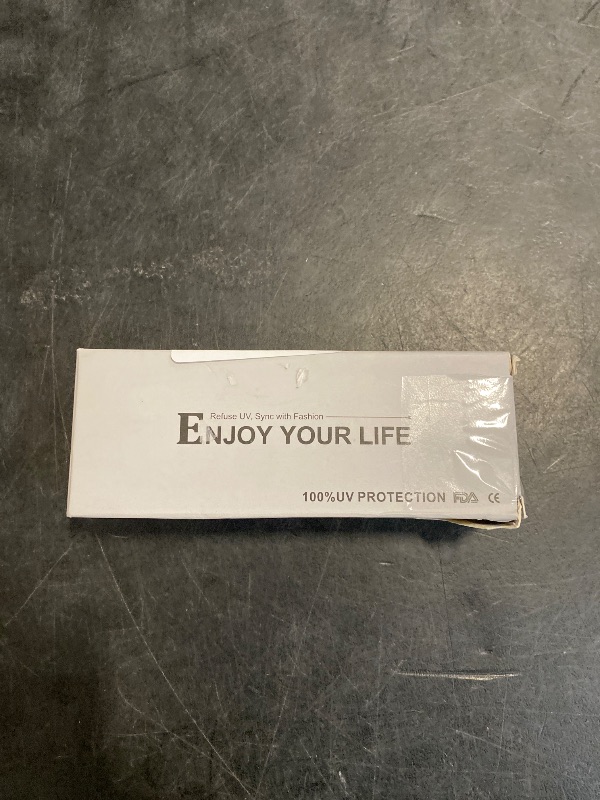 Refuse UV, Sync with Fashion
ENJOY YOUR LIFE
100%UV PROTECTION FDA CE